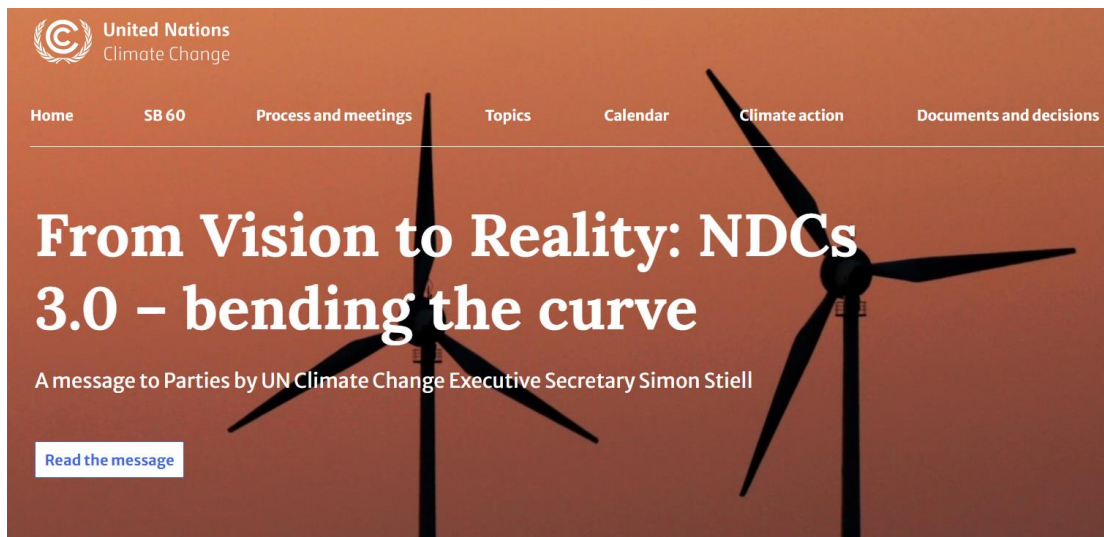 United Nations
Climate Change
Home SB 60 Process and meetings Topics Calendar Climate action Documents and decisions
From Vision to Reality: NDCs
3.0 – bending the curve
A message to Parties by UN Climate Change Executive Secretary Simon Stiell
Read the message